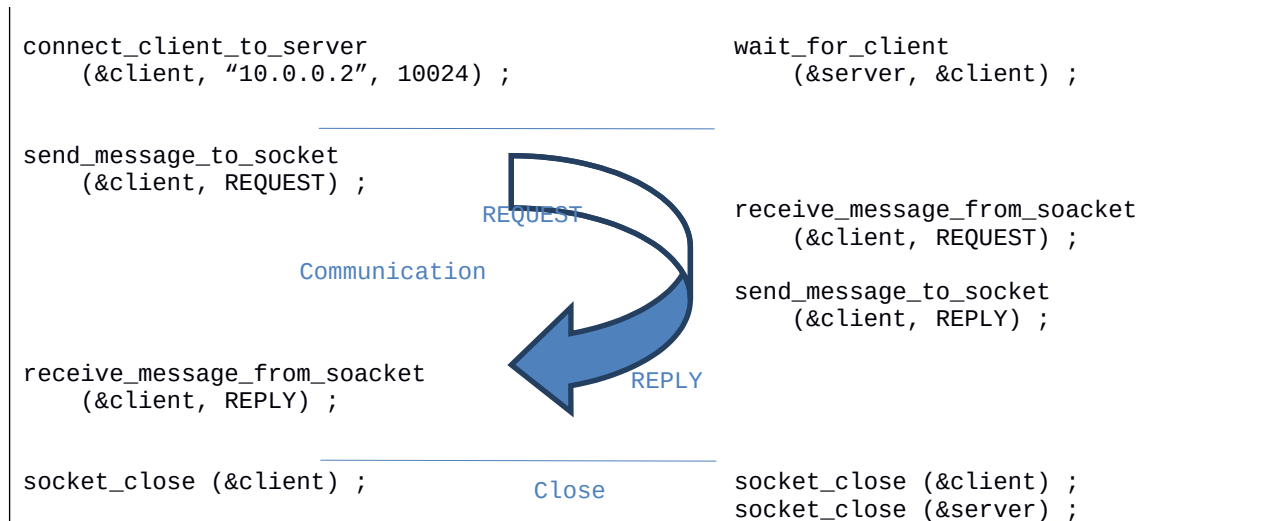 connect_client_to_server
(&client, “10.0.0.2”, 10024) ;
wait_for_client
(&server, &client) ;
send_message_to_socket
(&client, REQUEST) ;
REQUEST
receive_message_from_soacket
(&client, REQUEST) ;
Communication
send_message_to_socket
(&client, REPLY) ;
receive_message_from_soacket
(&client, REPLY) ;
REPLY
socket_close (&client) ;
Close
socket_close (&client) ;
socket_close (&server) ;